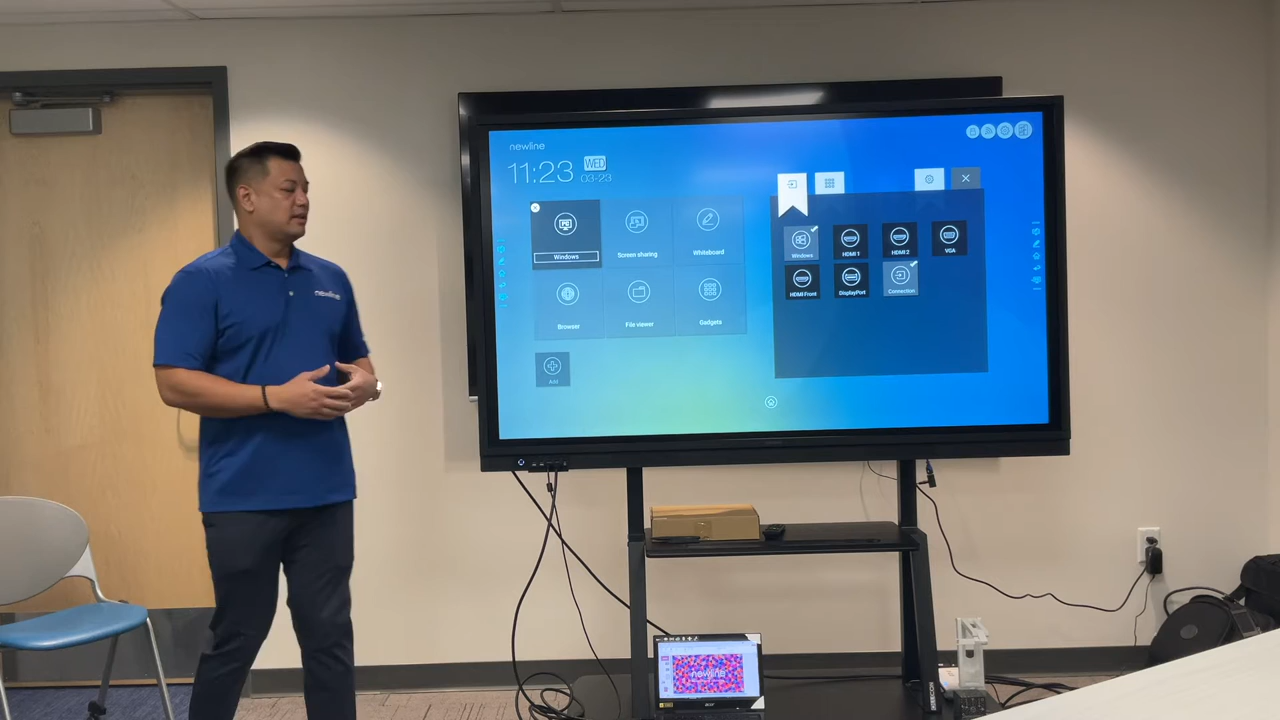 newline
11:23
WED
03-23
Windows
Screen sharing
Whiteboard
Browser
File viewer
Gadgets
Add
Windows
HDMI 1
HDMI 2
VGA
HDMI Front
DisplayPort
Connection
newline
newline
acer